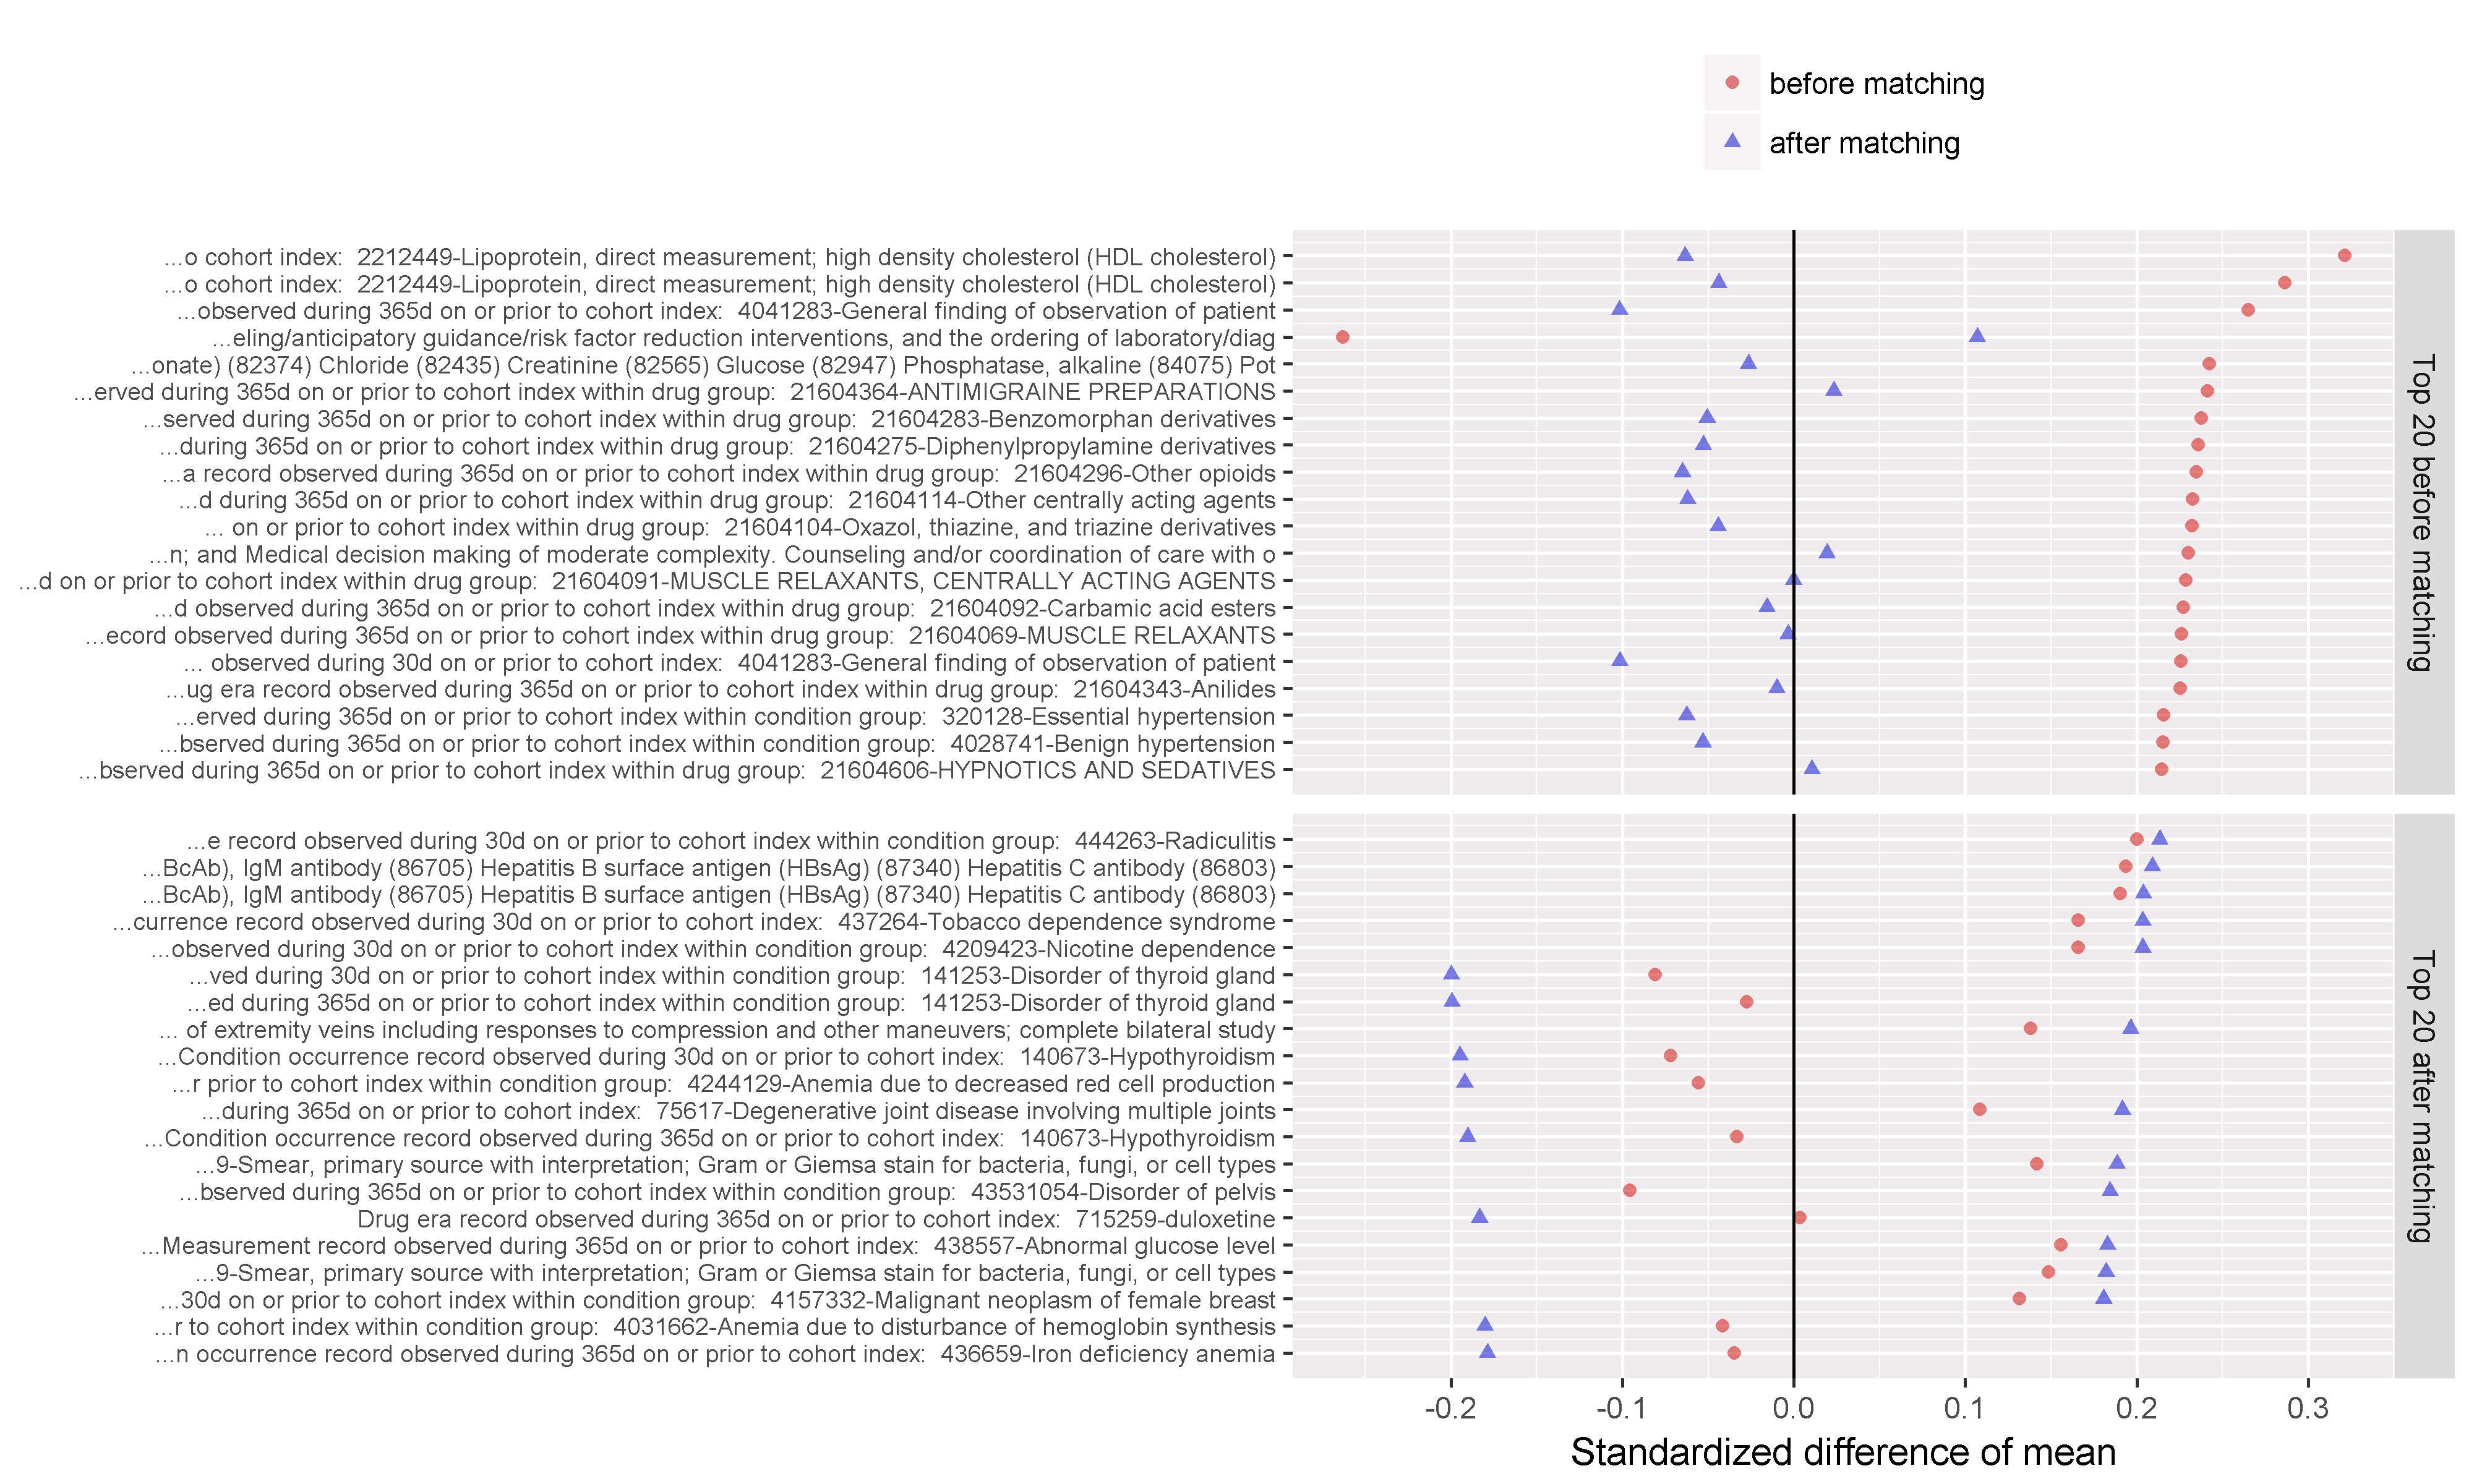 before matching
after matching
...o cohort index:  2212449-Lipoprotein, direct measurement; high density cholesterol (HDL cholesterol)
...o cohort index:  2212449-Lipoprotein, direct measurement; high density cholesterol (HDL cholesterol)
...observed during 365d on or prior to cohort index:  4041283-General finding of observation of patient
...eling/anticipatory guidance/risk factor reduction interventions, and the ordering of laboratory/diag
...onate) (82374) Chloride (82435) Creatinine (82565) Glucose (82947) Phosphatase, alkaline (84075) Pot
...erved during 365d on or prior to cohort index within drug group:  21604364-ANTIMIGRAINE PREPARATIONS
...served during 365d on or prior to cohort index within drug group:  21604283-Benzomorphan derivatives
...during 365d on or prior to cohort index within drug group:  21604275-Diphenylpropylamine derivatives
...a record observed during 365d on or prior to cohort index within drug group:  21604296-Other opioids
...d during 365d on or prior to cohort index within drug group:  21604114-Other centrally acting agents
... on or prior to cohort index within drug group:  21604104-Oxazol, thiazine, and triazine derivatives
...n; and Medical decision making of moderate complexity. Counseling and/or coordination of care with o
...d on or prior to cohort index within drug group:  21604091-MUSCLE RELAXANTS, CENTRALLY ACTING AGENTS
...d observed during 365d on or prior to cohort index within drug group:  21604092-Carbamic acid esters
...ecord observed during 365d on or prior to cohort index within drug group:  21604069-MUSCLE RELAXANTS
... observed during 30d on or prior to cohort index:  4041283-General finding of observation of patient
...ug era record observed during 365d on or prior to cohort index within drug group:  21604343-Anilides
...erved during 365d on or prior to cohort index within condition group:  320128-Essential hypertension
...bserved during 365d on or prior to cohort index within condition group:  4028741-Benign hypertension
...bserved during 365d on or prior to cohort index within drug group:  21604606-HYPNOTICS AND SEDATIVES
Top 20 before matching
...e record observed during 30d on or prior to cohort index within condition group:  444263-Radiculitis
...BcAb), IgM antibody (86705) Hepatitis B surface antigen (HBsAg) (87340) Hepatitis C antibody (86803)
...BcAb), IgM antibody (86705) Hepatitis B surface antigen (HBsAg) (87340) Hepatitis C antibody (86803)
...currence record observed during 30d on or prior to cohort index:  437264-Tobacco dependence syndrome
...observed during 30d on or prior to cohort index within condition group:  4209423-Nicotine dependence
...ved during 30d on or prior to cohort index within condition group:  141253-Disorder of thyroid gland
...ed during 365d on or prior to cohort index within condition group:  141253-Disorder of thyroid gland
... of extremity veins including responses to compression and other maneuvers; complete bilateral study
...Condition occurrence record observed during 30d on or prior to cohort index:  140673-Hypothyroidism
...r prior to cohort index within condition group:  4244129-Anemia due to decreased red cell production
...during 365d on or prior to cohort index:  75617-Degenerative joint disease involving multiple joints
...Condition occurrence record observed during 365d on or prior to cohort index:  140673-Hypothyroidism
...9-Smear, primary source with interpretation; Gram or Giemsa stain for bacteria, fungi, or cell types
...bserved during 365d on or prior to cohort index within condition group:  43531054-Disorder of pelvis
Drug era record observed during 365d on or prior to cohort index:  715259-duloxetine
...Measurement record observed during 365d on or prior to cohort index:  438557-Abnormal glucose level
...9-Smear, primary source with interpretation; Gram or Giemsa stain for bacteria, fungi, or cell types
...30d on or prior to cohort index within condition group:  4157332-Malignant neoplasm of female breast
...r to cohort index within condition group:  4031662-Anemia due to disturbance of hemoglobin synthesis
...n occurrence record observed during 365d on or prior to cohort index:  436659-Iron deficiency anemia
Top 20 after matching
-0.2 -0.1 0.0 0.1 0.2 0.3
Standardized difference of mean